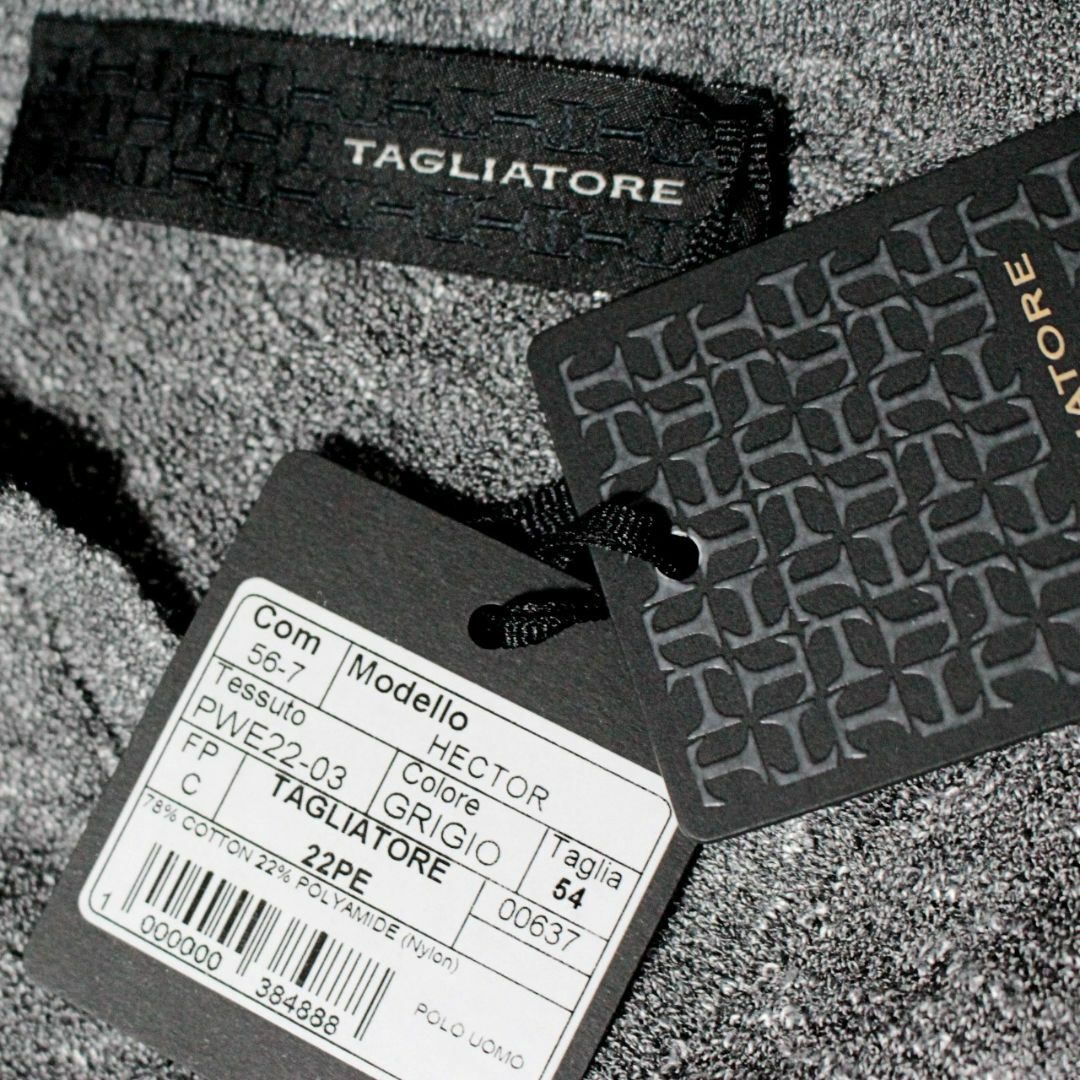 TAGLIATORE
ATORE
Com
56-7
Modello
HECTOR
Tessuto
PWE22-03
Colore
GRIGIO
Taglia
54
FP
C
TAGLIATORE
22PE
00637
78% COTTON 22% POLYAMIDE (Nylon)
1 000000 384888
POLO UOMO